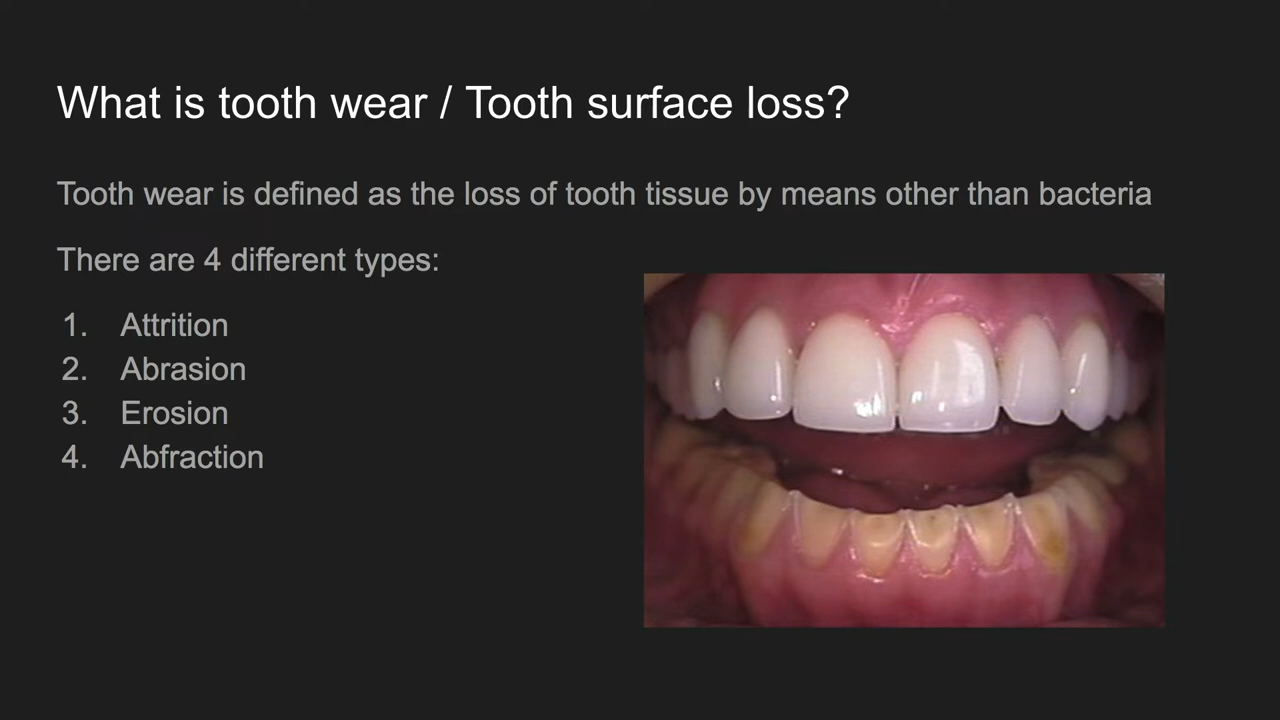 What is tooth wear / Tooth surface loss?
Tooth wear is defined as the loss of tooth tissue by means other than bacteria
There are 4 different types:
1. Attrition
2. Abrasion
3. Erosion
4. Abfraction